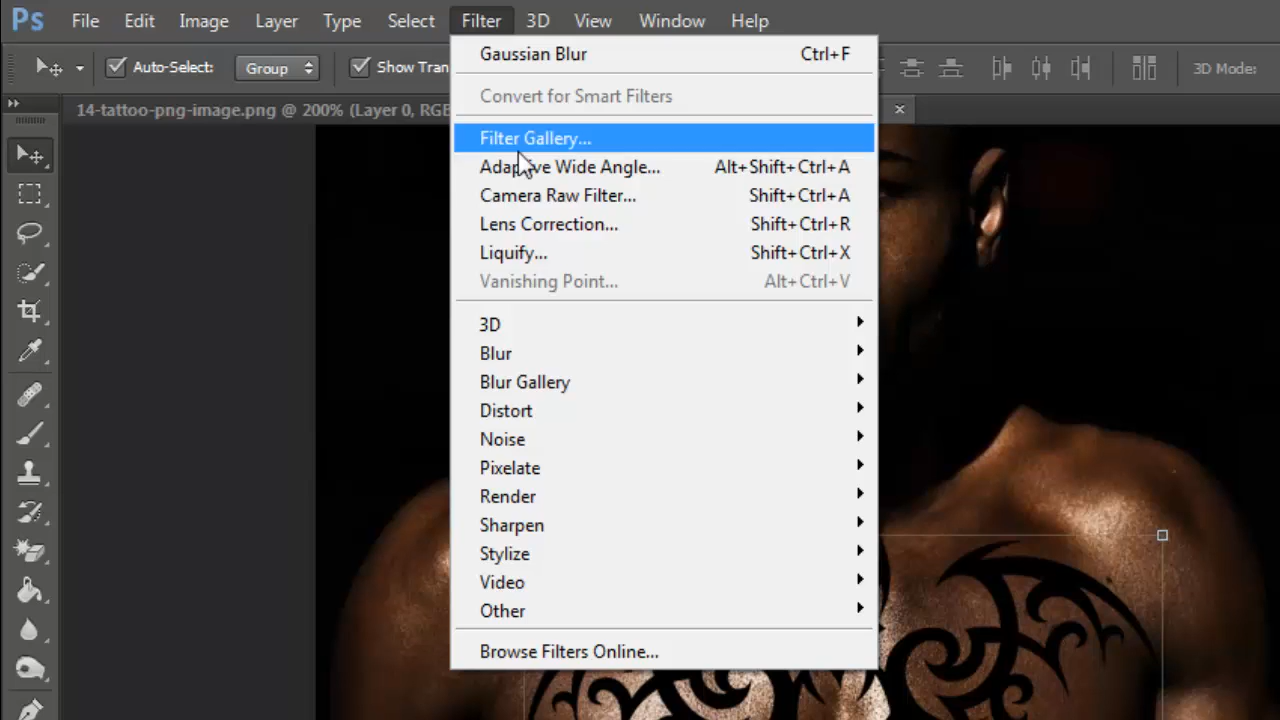 Ps File Edit Image Layer Type Select Filter 3D View Window Help
Auto-Select: Group Show Tran 3D Mode:
14-tattoo-png-image.png @ 200% (Layer 0, RGB
Gaussian Blur Ctrl+F
Convert for Smart Filters
Filter Gallery...
Adaptive Wide Angle... Alt+Shift+Ctrl+A
Camera Raw Filter... Shift+Ctrl+A
Lens Correction... Shift+Ctrl+R
Liquify... Shift+Ctrl+X
Vanishing Point... Alt+Ctrl+V
3D
Blur
Blur Gallery
Distort
Noise
Pixelate
Render
Sharpen
Stylize
Video
Other
Browse Filters Online...